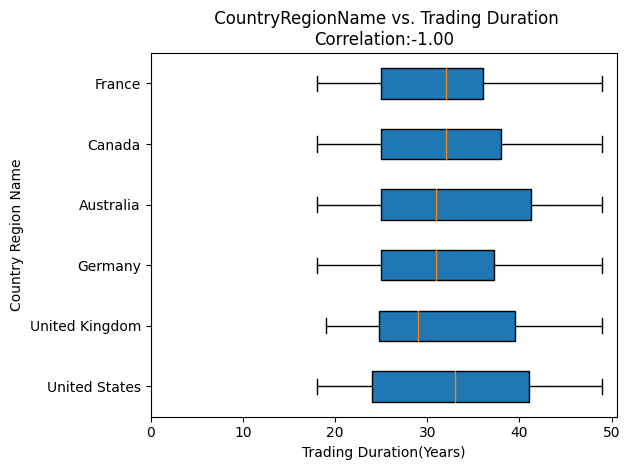 CountryRegionName vs. Trading Duration
Correlation:-1.00
Country Region Name
France
Canada
Australia
Germany
United Kingdom
United States
0 10 20 30 40 50
Trading Duration(Years)